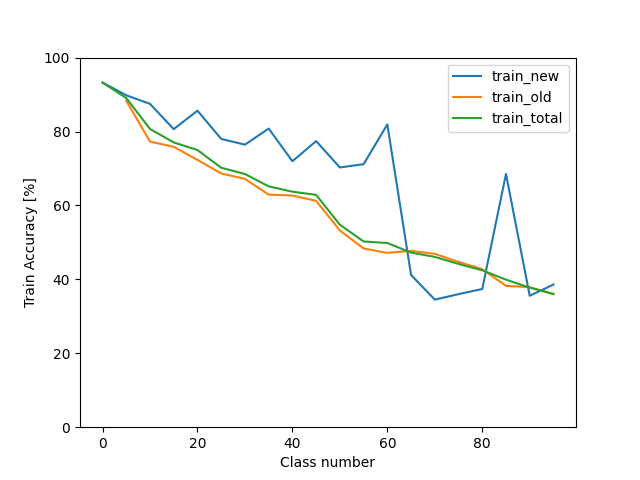 100
80
60
40
20
0
Train Accuracy [%]
train_new
train_old
train_total
0 20 40 60 80
Class number